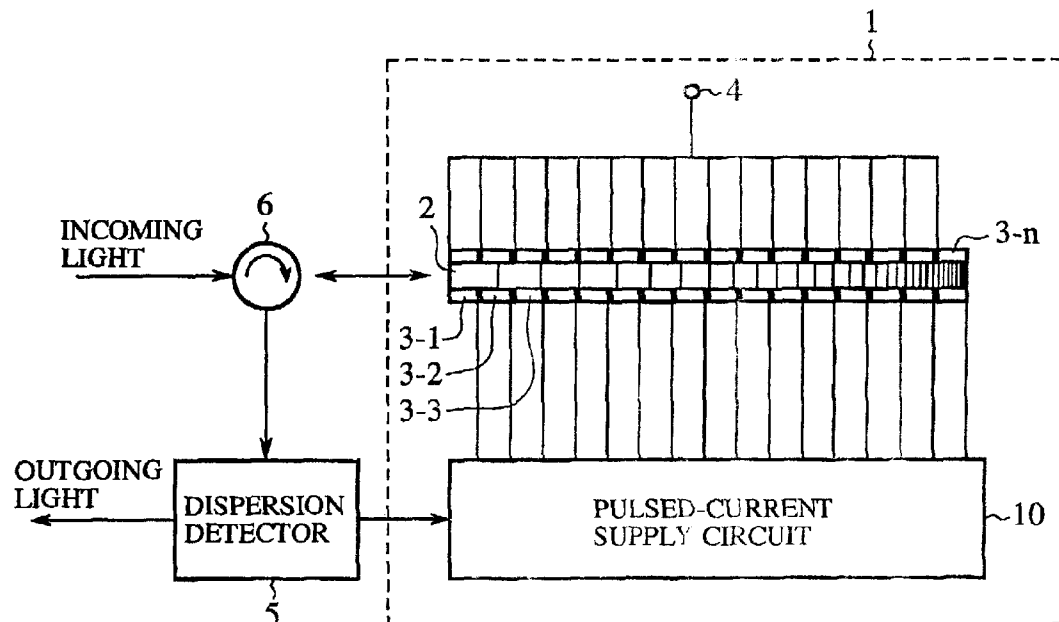 1
4
6
INCOMING
LIGHT
2
3-n
3-1
3-2
3-3
OUTGOING
LIGHT
DISPERSION
DETECTOR
PULSED-CURRENT
SUPPLY CIRCUIT
10
5